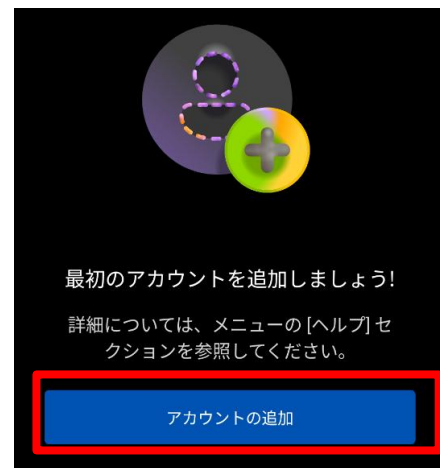 最初のアカウントを追加しましょう!
詳細については、メニューの [ヘルプ] セ
クションを参照してください。
アカウントの追加